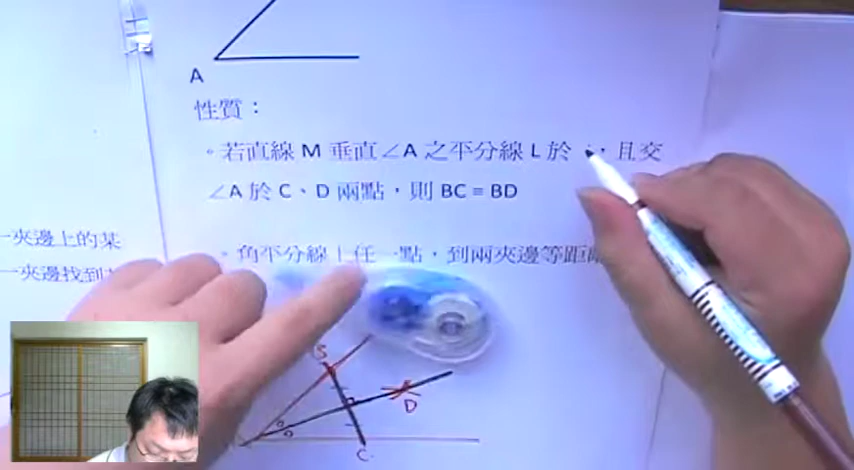 A
性質：
。若直線 M 垂直∠A 之平分線 L 於 ，且交
∠A 於 C、D 兩點，則 BC = BD
一夾邊上的某
。角平分線上任一點，到兩夾邊等距
一夾邊找到
B
D
C